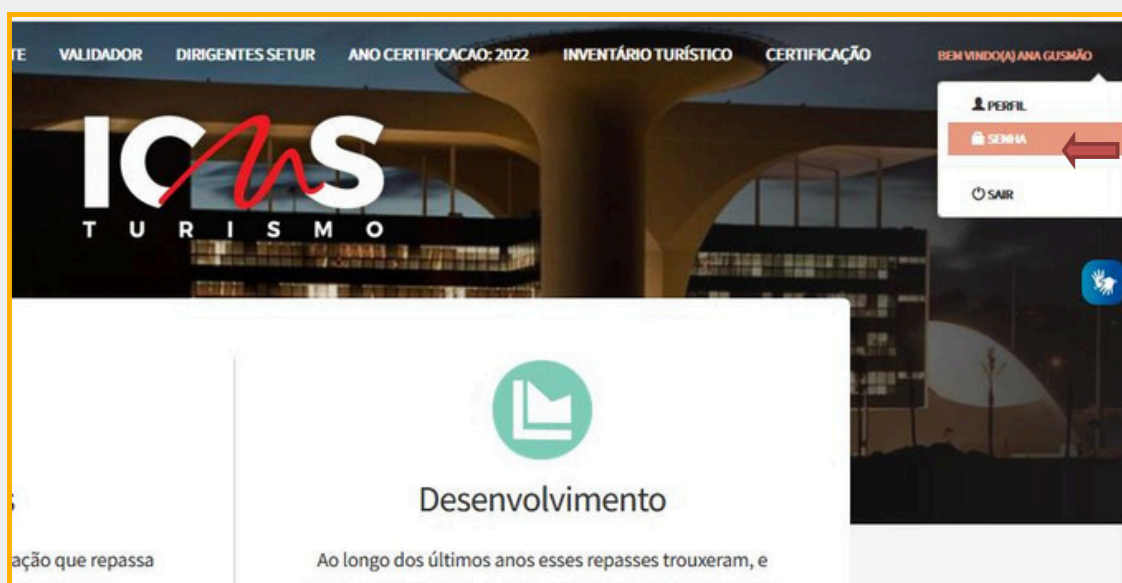 TE VALIDADOR DIRIGENTES SETUR ANO CERTIFICACAO: 2022 INVENTÁRIO TURÍSTICO CERTIFICAÇÃO BEM VINDO(A) ANA GUSMÃO
PERFIL
SENHA
SAIR
ICMS
TURISMO
Desenvolvimento
ação que repassa
Ao longo dos últimos anos esses repasses trouxeram, e